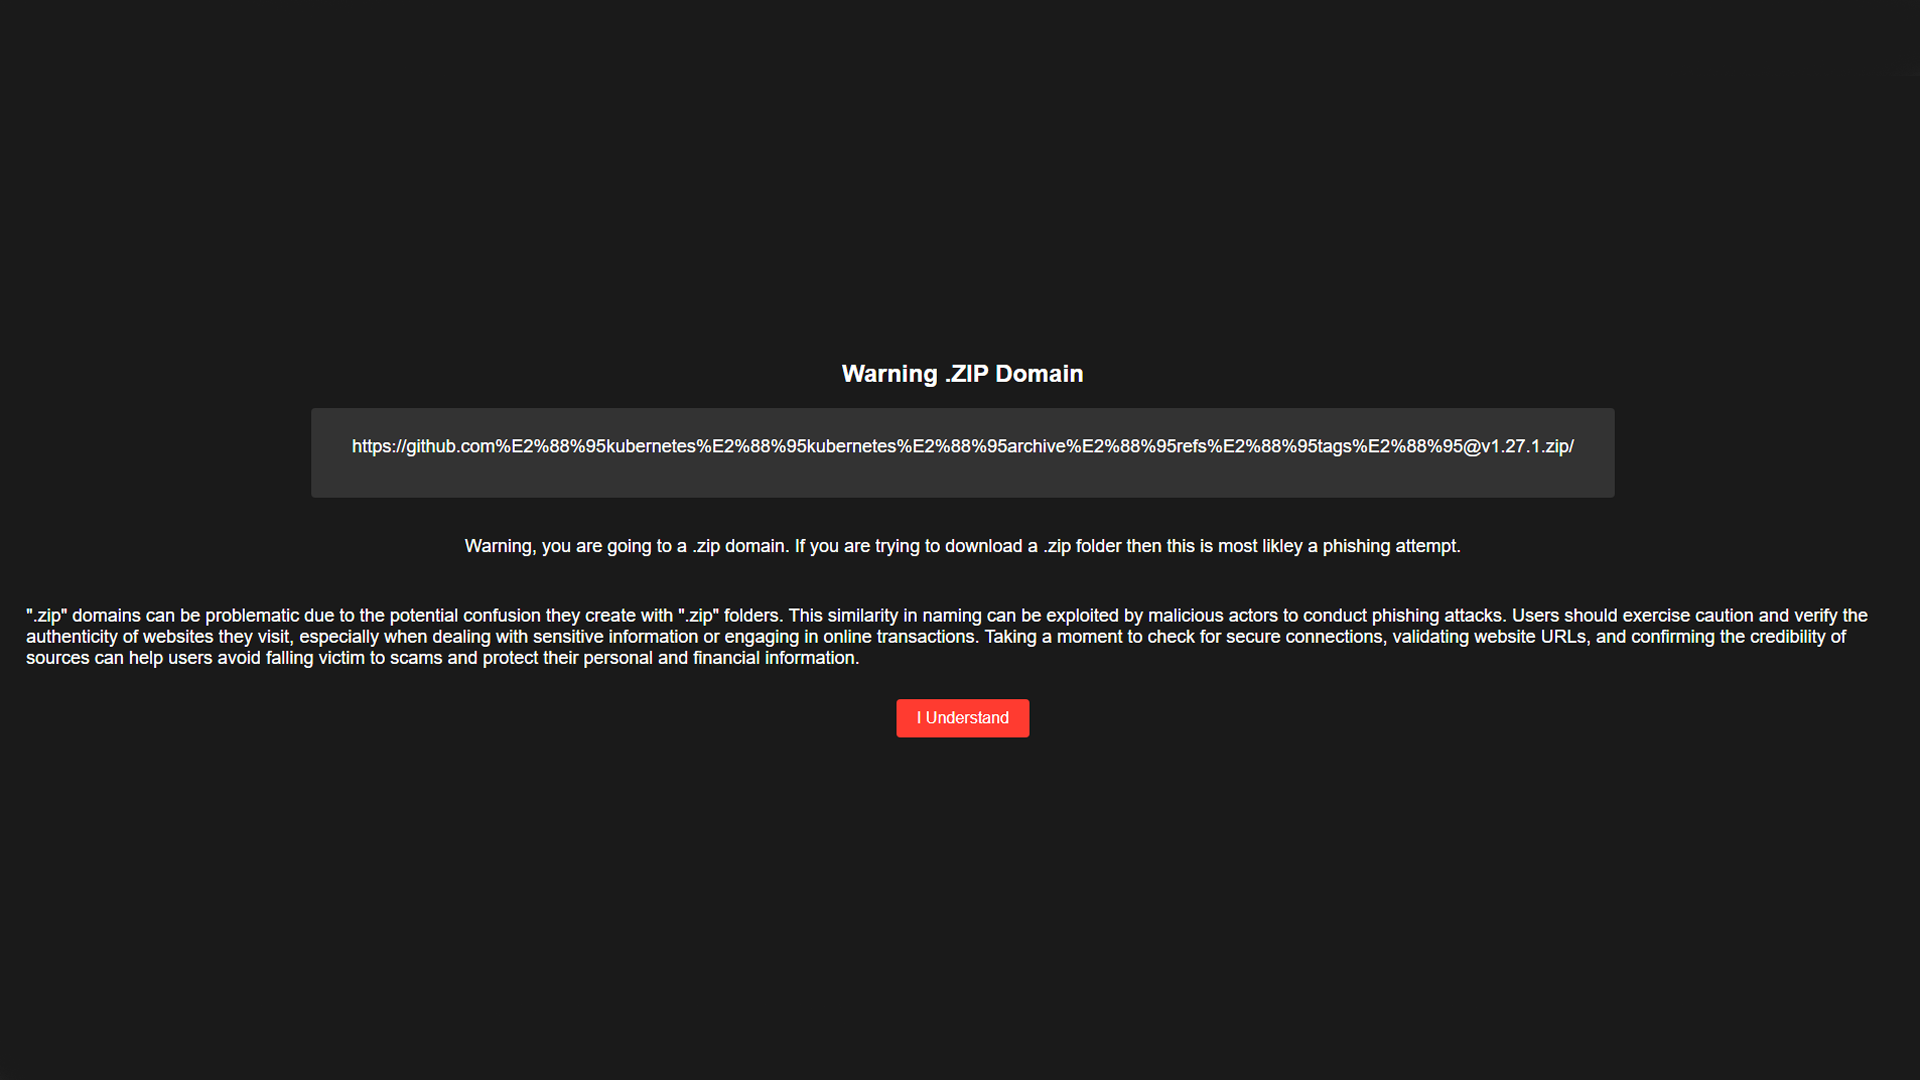 Warning .ZIP Domain
https://github.com%E2%88%95kubernetes%E2%88%95kubernetes%E2%88%95archive%E2%88%95refs%E2%88%95tags%E2%88%95@v1.27.1.zip/
Warning, you are going to a .zip domain. If you are trying to download a .zip folder then this is most likley a phishing attempt.
".zip" domains can be problematic due to the potential confusion they create with ".zip" folders. This similarity in naming can be exploited by malicious actors to conduct phishing attacks. Users should exercise caution and verify the
authenticity of websites they visit, especially when dealing with sensitive information or engaging in online transactions. Taking a moment to check for secure connections, validating website URLs, and confirming the credibility of
sources can help users avoid falling victim to scams and protect their personal and financial information.
I Understand